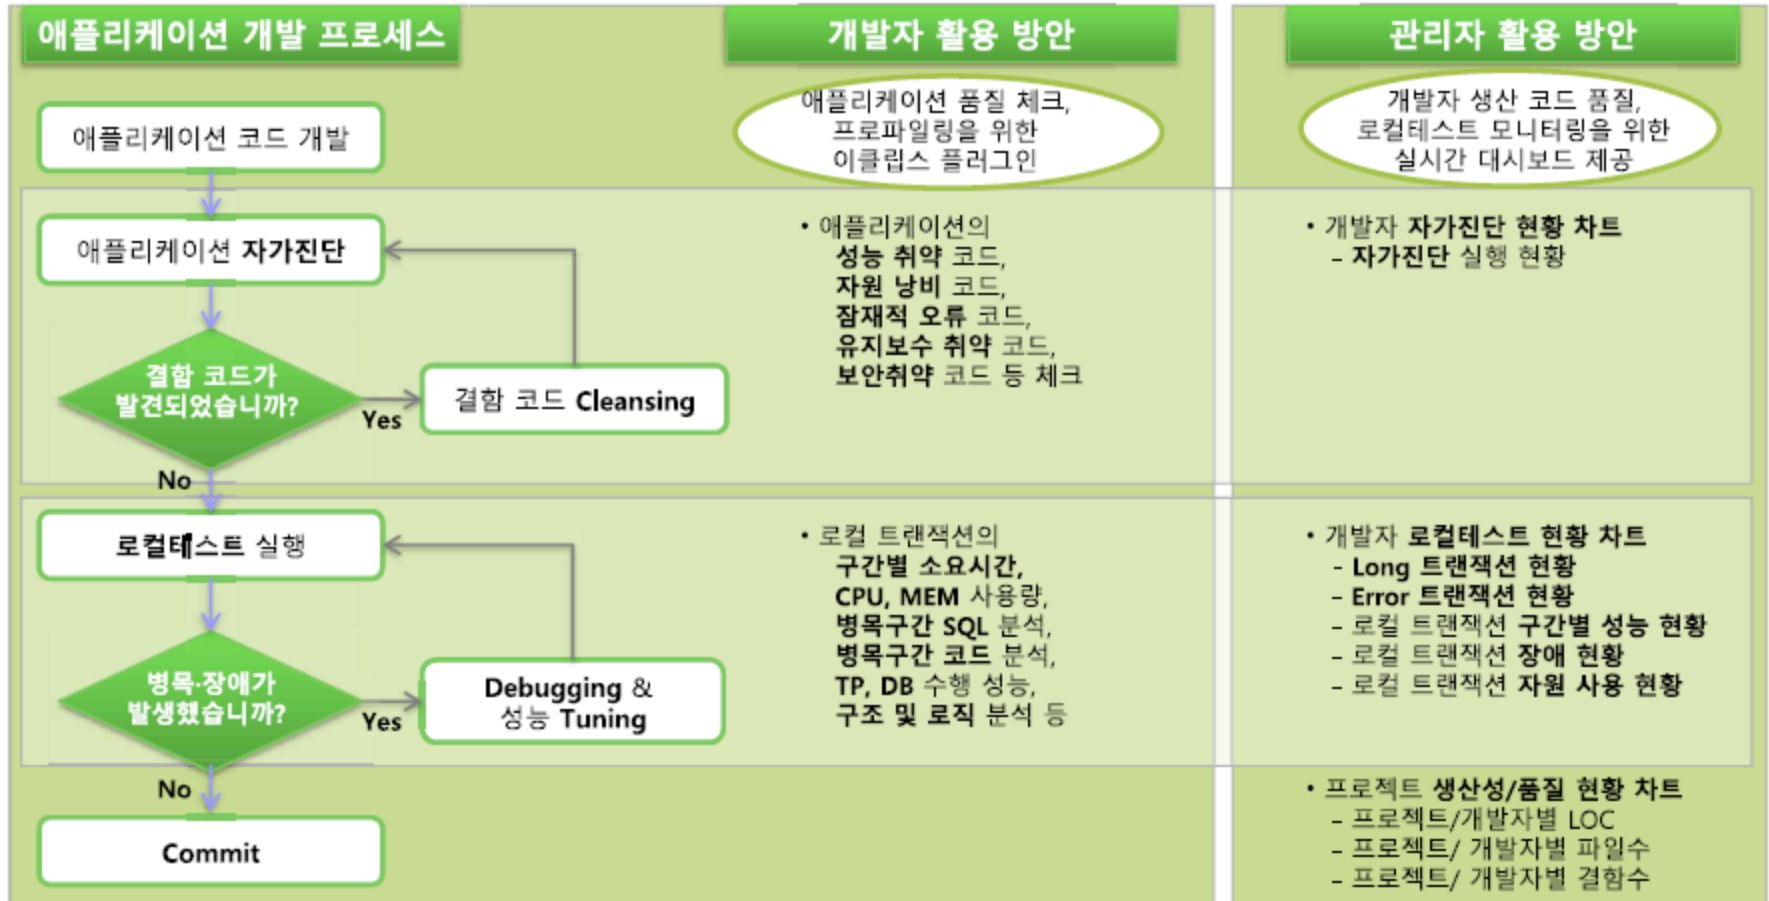 애플리케이션 개발 프로세스
애플리케이션 코드 개발
애플리케이션 자가진단
결함 코드가
발견되었습니까?
Yes
결함 코드 Cleansing
No
로컬테스트 실행
병목·장애가
발생했습니까?
Yes
Debugging &
성능 Tuning
No
Commit
개발자 활용 방안
애플리케이션 품질 체크,
프로파일링을 위한
이클립스 플러그인
• 애플리케이션의
성능 취약 코드,
자원 낭비 코드,
잠재적 오류 코드,
유지보수 취약 코드,
보안취약 코드 등 체크
• 로컬 트랜잭션의
구간별 소요시간,
CPU, MEM 사용량,
병목구간 SQL 분석,
병목구간 코드 분석,
TP, DB 수행 성능,
구조 및 로직 분석 등
관리자 활용 방안
개발자 생산 코드 품질,
로컬테스트 모니터링을 위한
실시간 대시보드 제공
• 개발자 자가진단 현황 차트
– 자가진단 실행 현황
• 개발자 로컬테스트 현황 차트
– Long 트랜잭션 현황
– Error 트랜잭션 현황
– 로컬 트랜잭션 구간별 성능 현황
– 로컬 트랜잭션 장애 현황
– 로컬 트랜잭션 자원 사용 현황
• 프로젝트 생산성/품질 현황 차트
– 프로젝트/개발자별 LOC
– 프로젝트/ 개발자별 파일수
– 프로젝트/ 개발자별 결함수